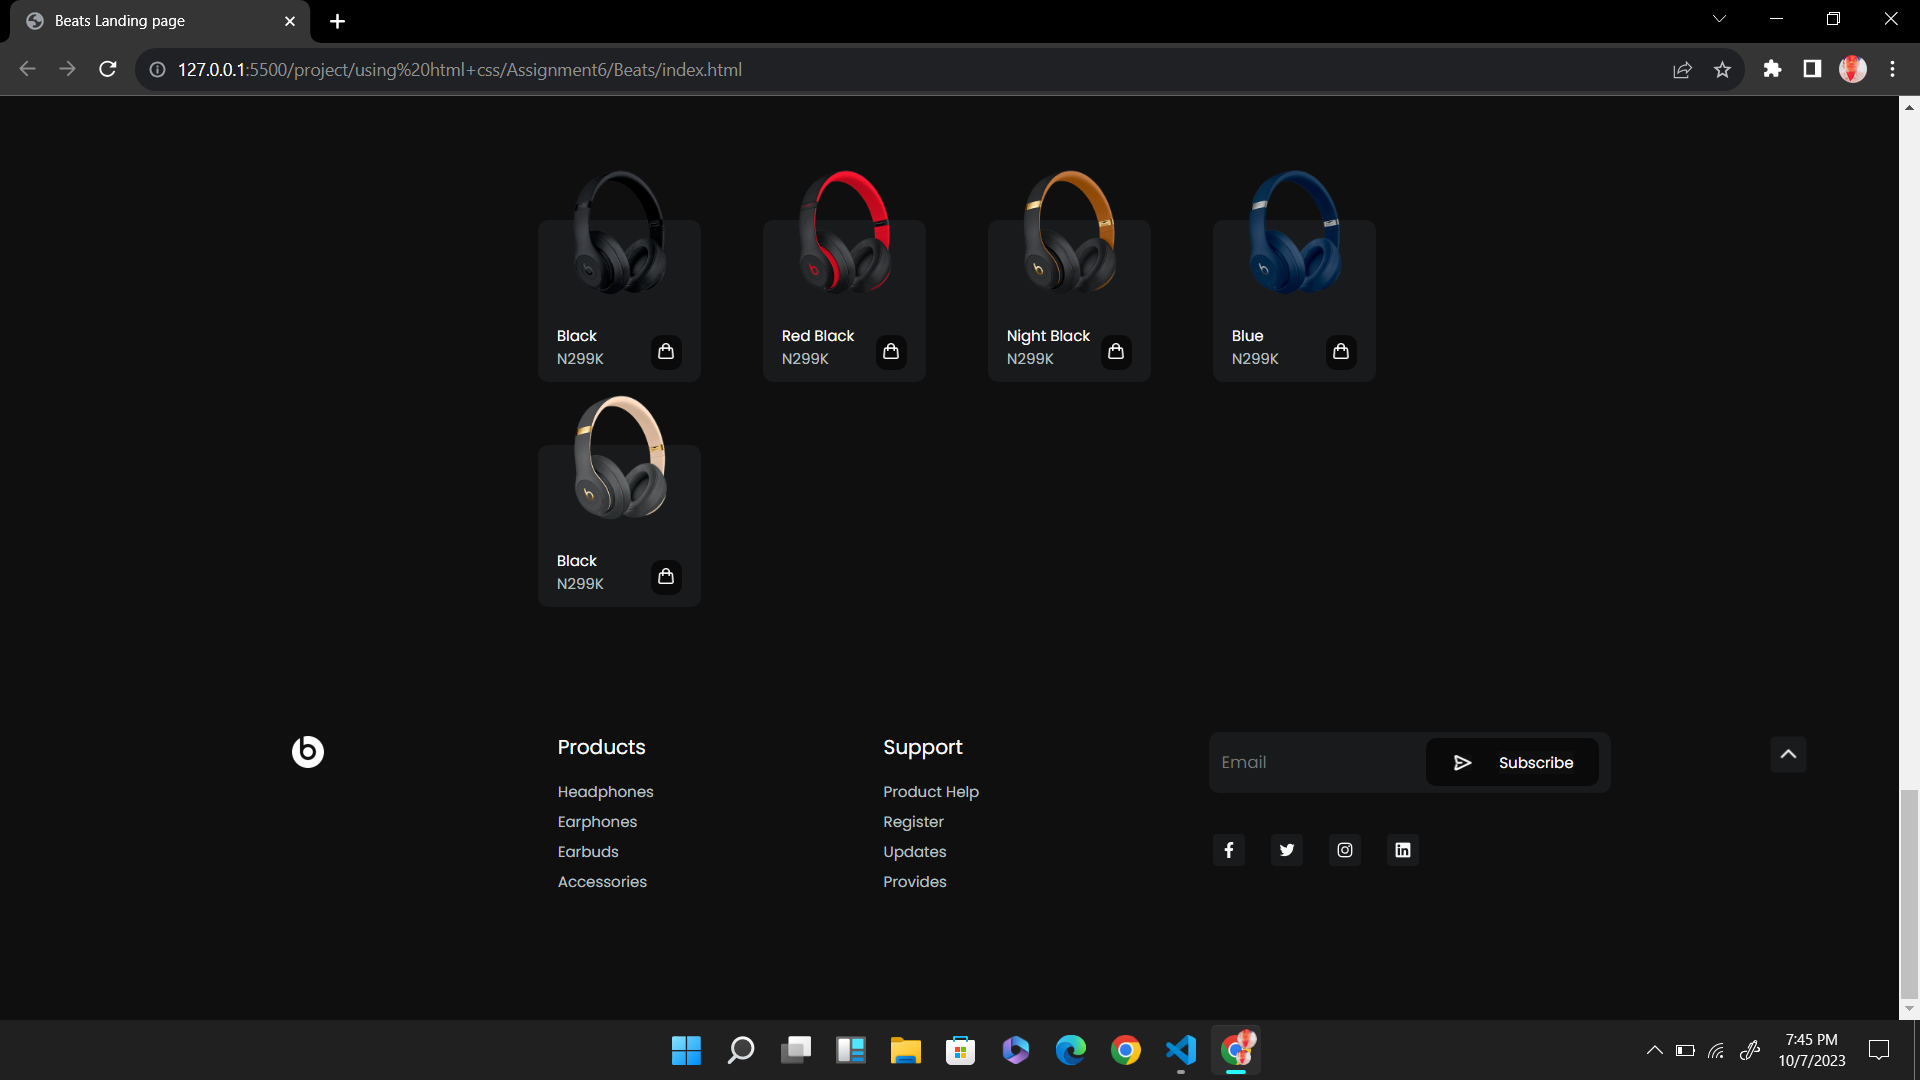 Beats Landing page
127.0.0.1:5500/project/using%20html+css/Assignment6/Beats/index.html
Black
N299K
Red Black
N299K
Night Black
N299K
Blue
N299K
Black
N299K
Products
Headphones
Earphones
Earbuds
Accessories
Support
Product Help
Register
Updates
Provides
Email
Subscribe
7:45 PM
10/7/2023